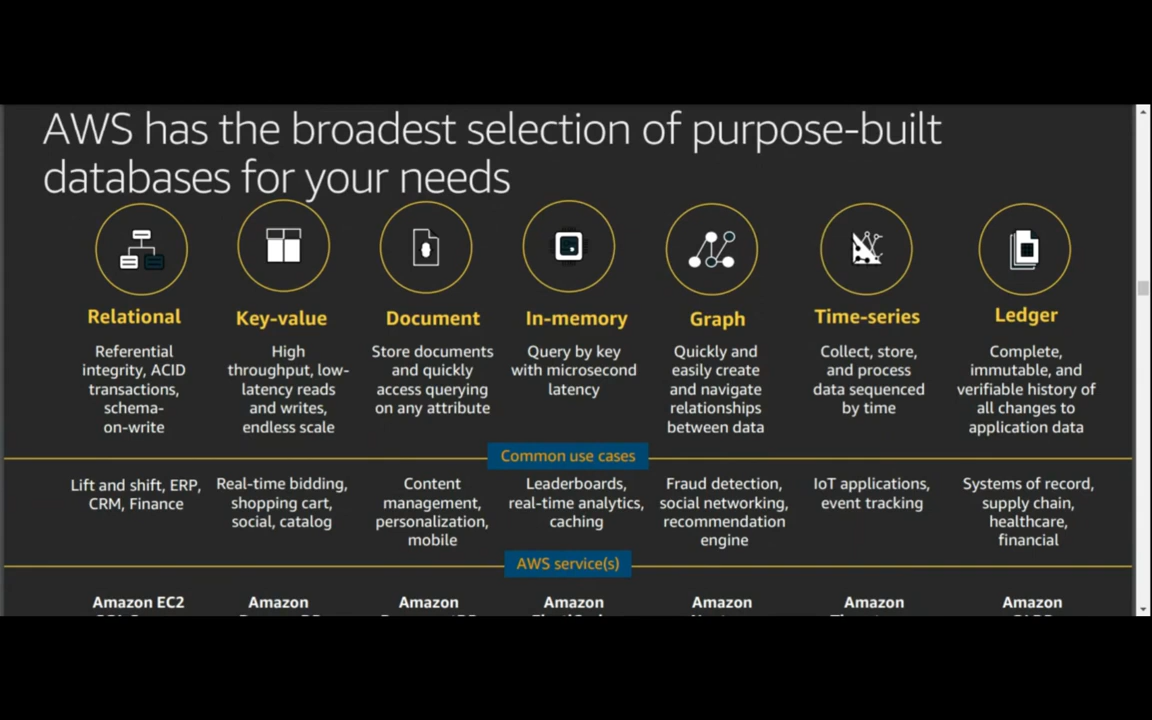 AWS has the broadest selection of purpose-built
databases for your needs
Relational
Referential
integrity, ACID
transactions,
schema-
on-write
Key-value
High
throughput, low-
latency reads
and writes,
endless scale
Document
Store documents
and quickly
access querying
on any attribute
In-memory
Query by key
with microsecond
latency
Graph
Quickly and
easily create
and navigate
relationships
between data
Time-series
Collect, store,
and process
data sequenced
by time
Ledger
Complete,
immutable, and
verifiable history of
all changes to
application data
Common use cases
Lift and shift, ERP,
CRM, Finance
Real-time bidding,
shopping cart,
social, catalog
Content
management,
personalization,
mobile
Leaderboards,
real-time analytics,
caching
Fraud detection,
social networking,
recommendation
engine
IoT applications,
event tracking
Systems of record,
supply chain,
healthcare,
financial
AWS service(s)
Amazon EC2
Amazon
Amazon
Amazon
Amazon
Amazon
Amazon